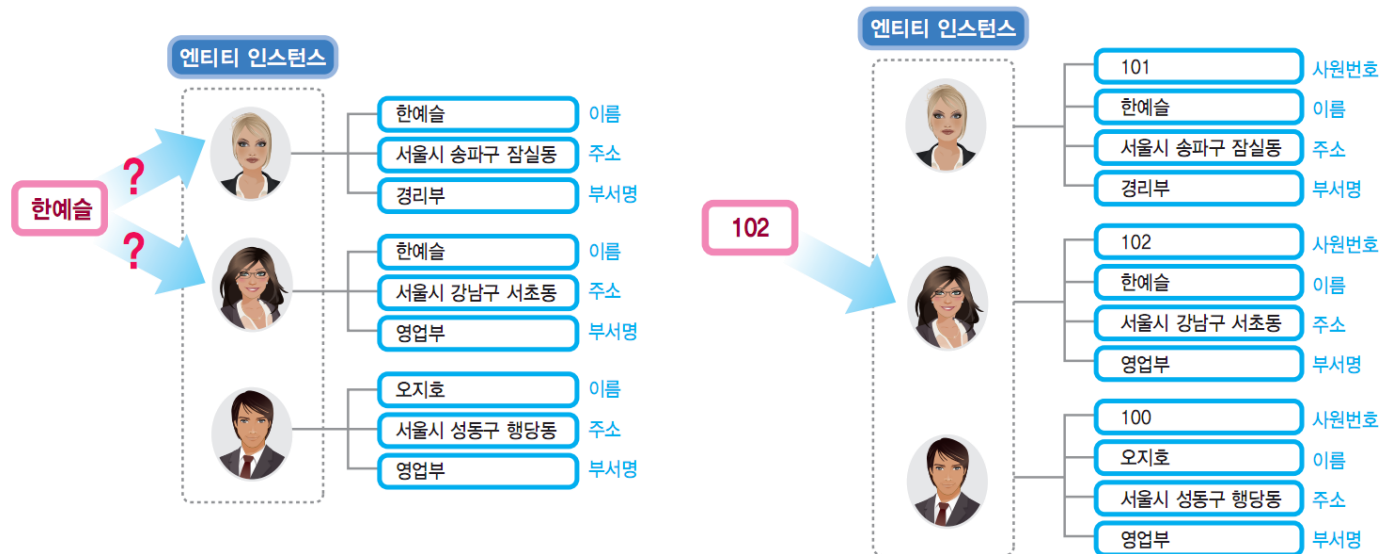 엔티티 인스턴스
한예슬
?
?
한예슬 이름
서울시 송파구 잠실동 주소
경리부 부서명
한예슬 이름
서울시 강남구 서초동 주소
영업부 부서명
오지호 이름
서울시 성동구 행당동 주소
영업부 부서명
엔티티 인스턴스
102
101 사원번호
한예슬 이름
서울시 송파구 잠실동 주소
경리부 부서명
102 사원번호
한예슬 이름
서울시 강남구 서초동 주소
영업부 부서명
100 사원번호
오지호 이름
서울시 성동구 행당동 주소
영업부 부서명